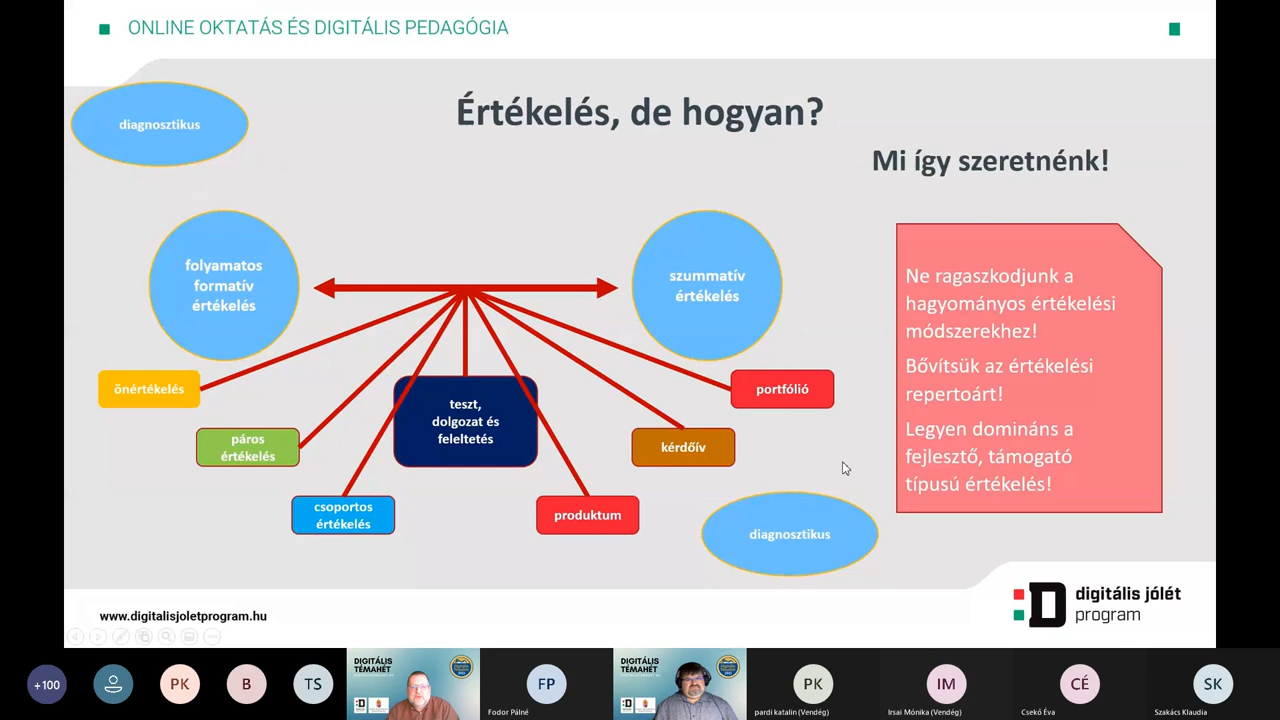 ONLINE OKTATÁS ÉS DIGITÁLIS PEDAGÓGIA
diagnosztikus
Értékelés, de hogyan?
Mi így szeretnénk!
folyamatos
formatív
értékelés
szummatív
értékelés
önértékelés
páros
értékelés
csoportos
értékelés
teszt,
dolgozat és
feleltetés
produktum
kérdőív
portfólió
diagnosztikus
Ne ragaszkodjunk a
hagyományos értékelési
módszerekhez!
Bővítsük az értékelési
repertoárt!
Legyen domináns a
fejlesztő, támogató
típusú értékelés!
www.digitalisjoletprogram.hu
digitális jólét
program
+100
PK
B
TS
DIGITÁLIS
TÉMAHÉT
FP
Fodor Pálné
DIGITÁLIS
TÉMAHÉT
PK
pardi katalin (Vendég)
IM
Irsai Mónika (Vendég)
CÉ
Csekő Éva
SK
Szakács Klaudia